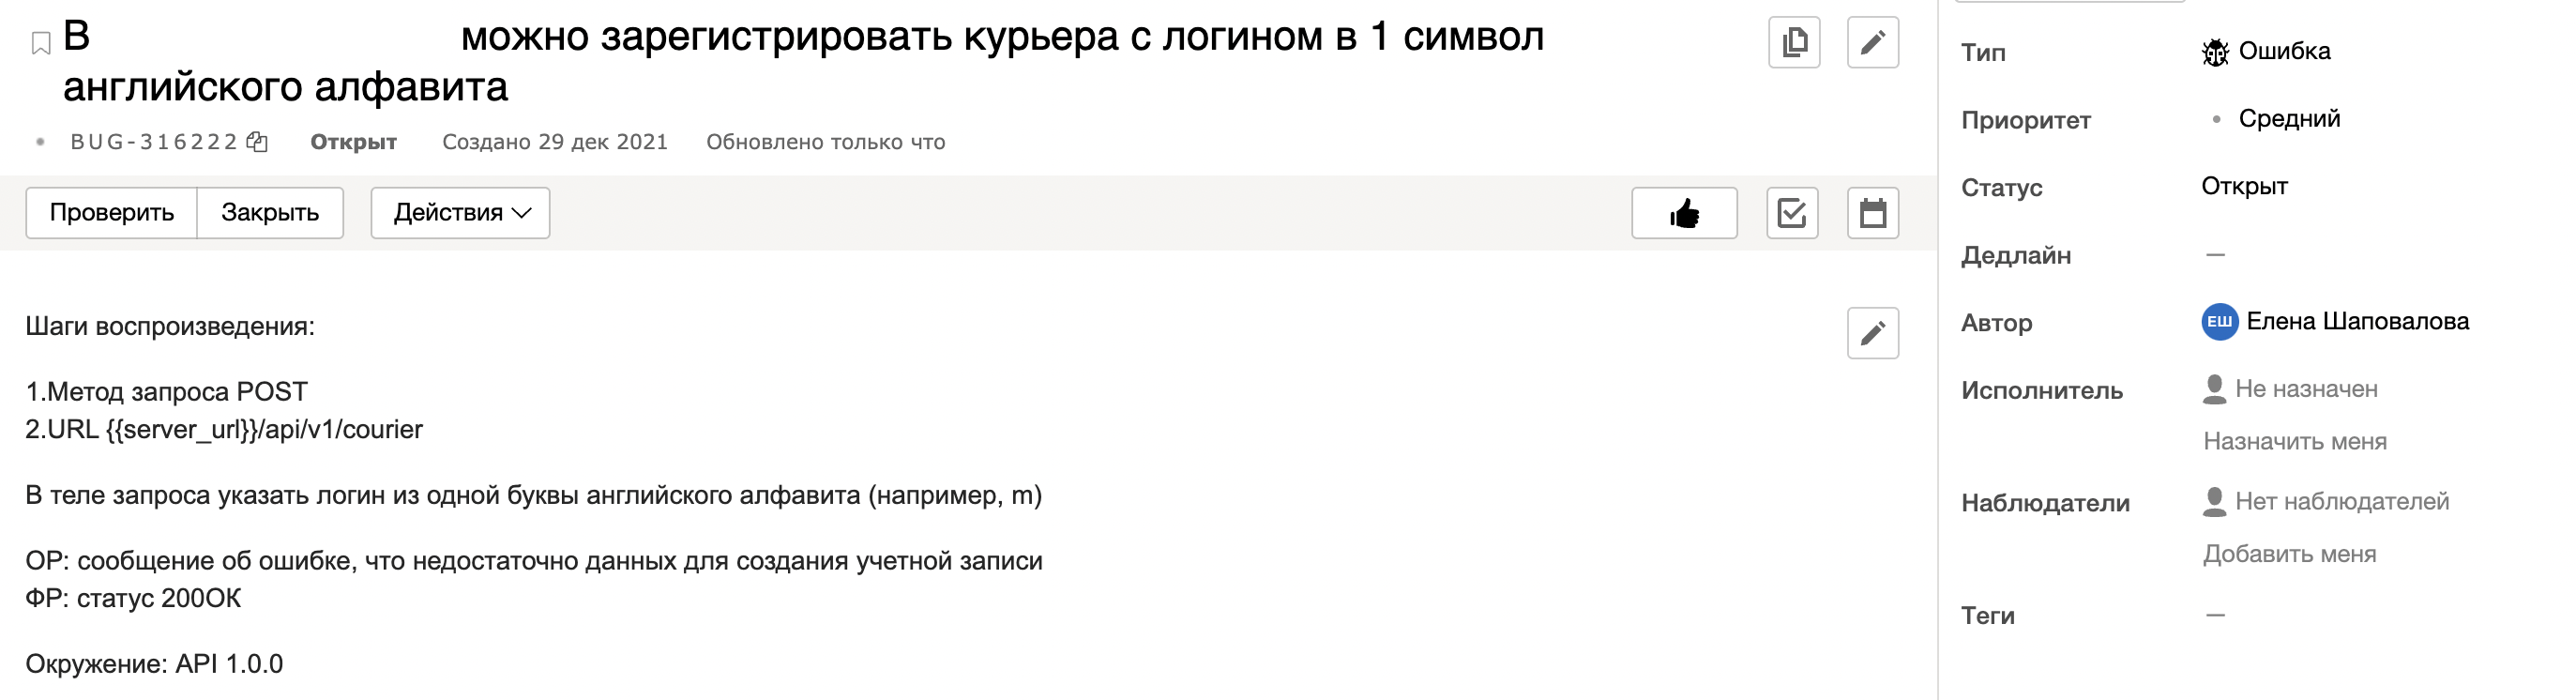 В можно зарегистрировать курьера с логином в 1 символ
английского алфавита
BUG-316222 Открыт Создано 29 дек 2021 Обновлено только что
Проверить Закрыть Действия
Шаги воспроизведения:
1.Метод запроса POST
2.URL {{server_url}}/api/v1/courier
В теле запроса указать логин из одной буквы английского алфавита (например, m)
ОР: сообщение об ошибке, что недостаточно данных для создания учетной записи
ФР: статус 200ОК
Окружение: API 1.0.0
Тип Ошибка
Приоритет Средний
Статус Открыт
Дедлайн —
Автор ЕШ Елена Шаповалова
Исполнитель Не назначен
Назначить меня
Наблюдатели Нет наблюдателей
Добавить меня
Теги —